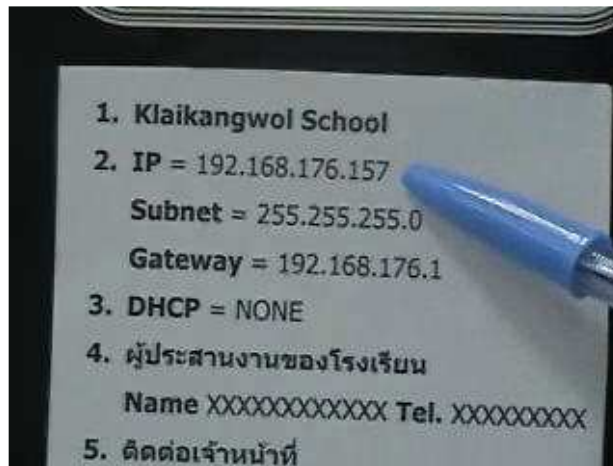 1. Klaikangwol School
2. IP = 192.168.176.157
Subnet = 255.255.255.0
Gateway = 192.168.176.1
3. DHCP = NONE
4. ผู้ประสานงานของโรงเรียน
Name XXXXXXXXXXXX Tel. XXXXXXXXX
5. ติดต่อเจ้าหน้าที่